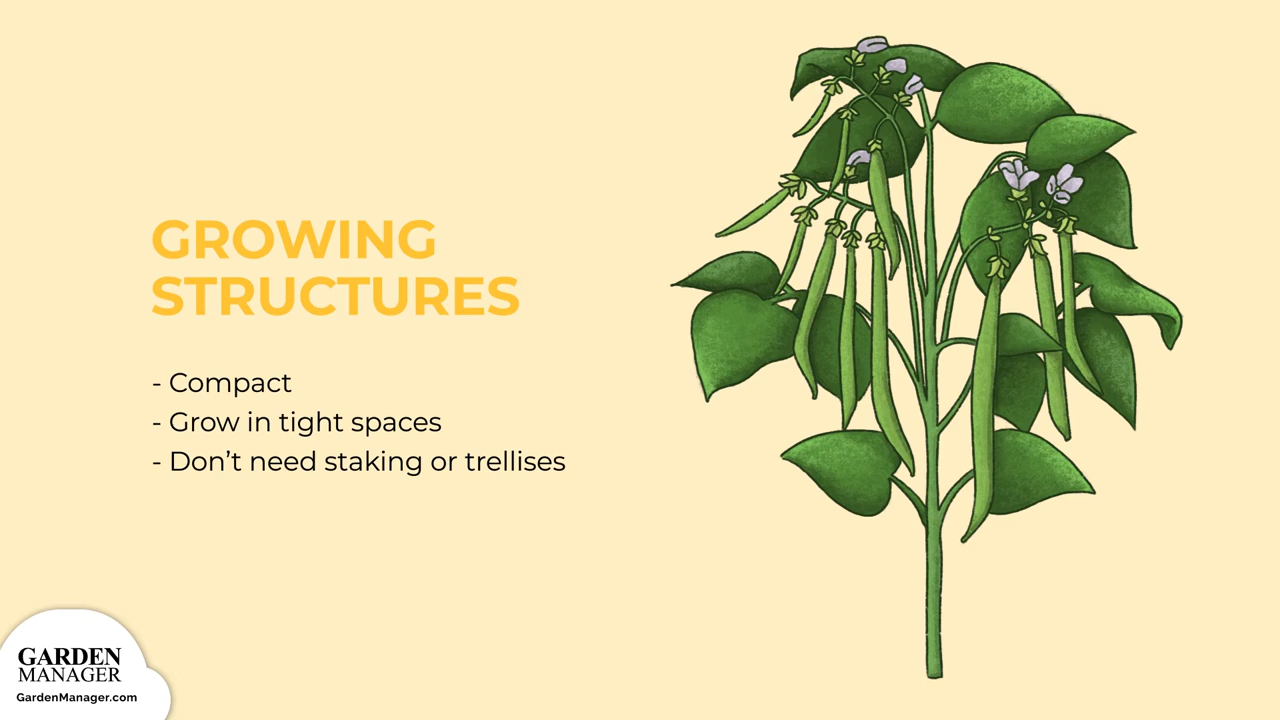 GROWING
STRUCTURES
- Compact
- Grow in tight spaces
- Don’t need staking or trellises
GARDEN
MANAGER
GardenManager.com